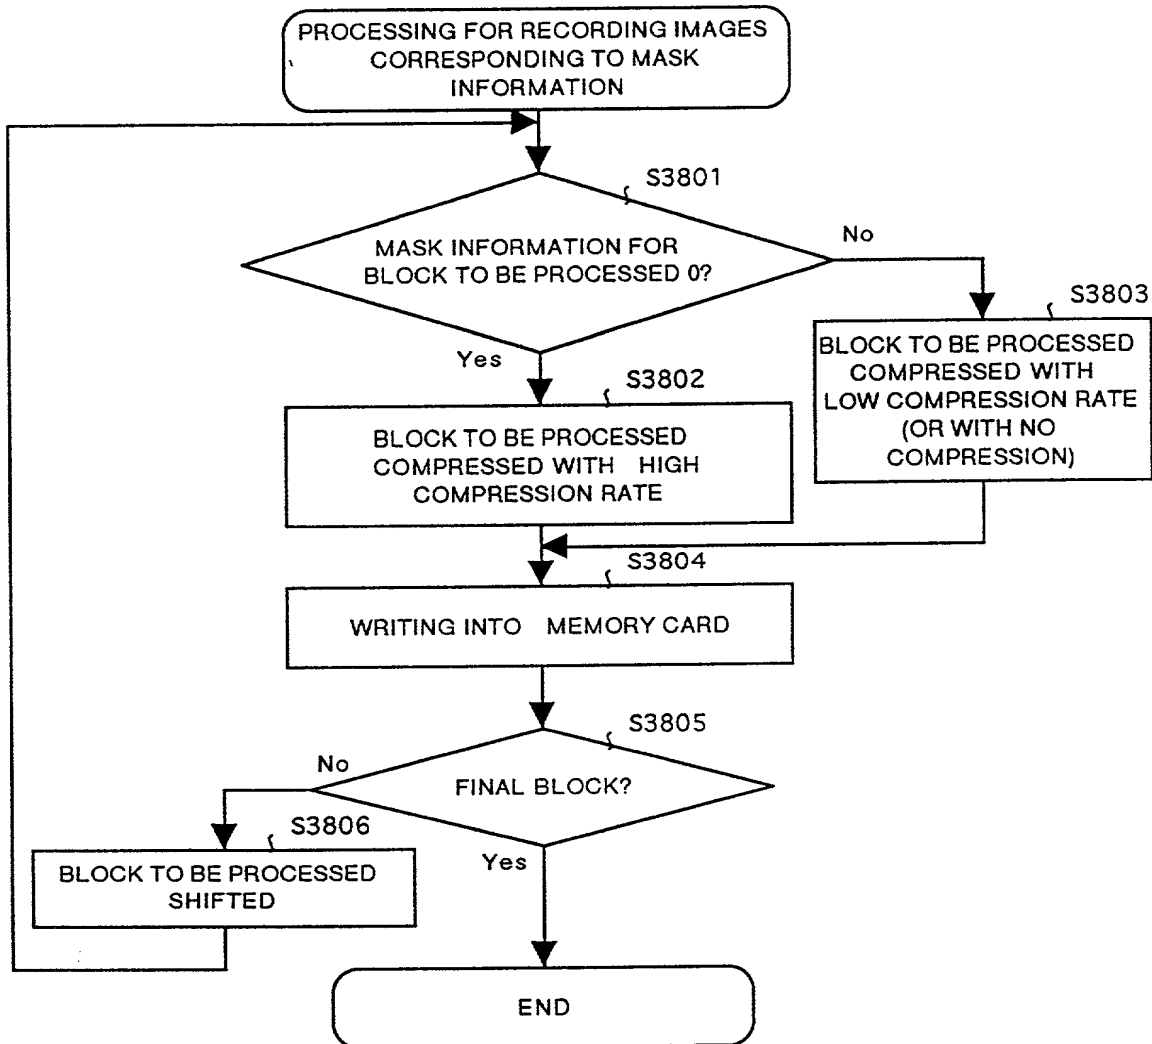 PROCESSING FOR RECORDING IMAGES
CORRESPONDING TO MASK
INFORMATION
S3801
MASK INFORMATION FOR
BLOCK TO BE PROCESSED 0?
No
Yes
S3803
BLOCK TO BE PROCESSED
COMPRESSED WITH
LOW COMPRESSION RATE
(OR WITH NO
COMPRESSION)
S3802
BLOCK TO BE PROCESSED
COMPRESSED WITH HIGH
COMPRESSION RATE
S3804
WRITING INTO MEMORY CARD
S3805
FINAL BLOCK?
No
Yes
S3806
BLOCK TO BE PROCESSED
SHIFTED
END